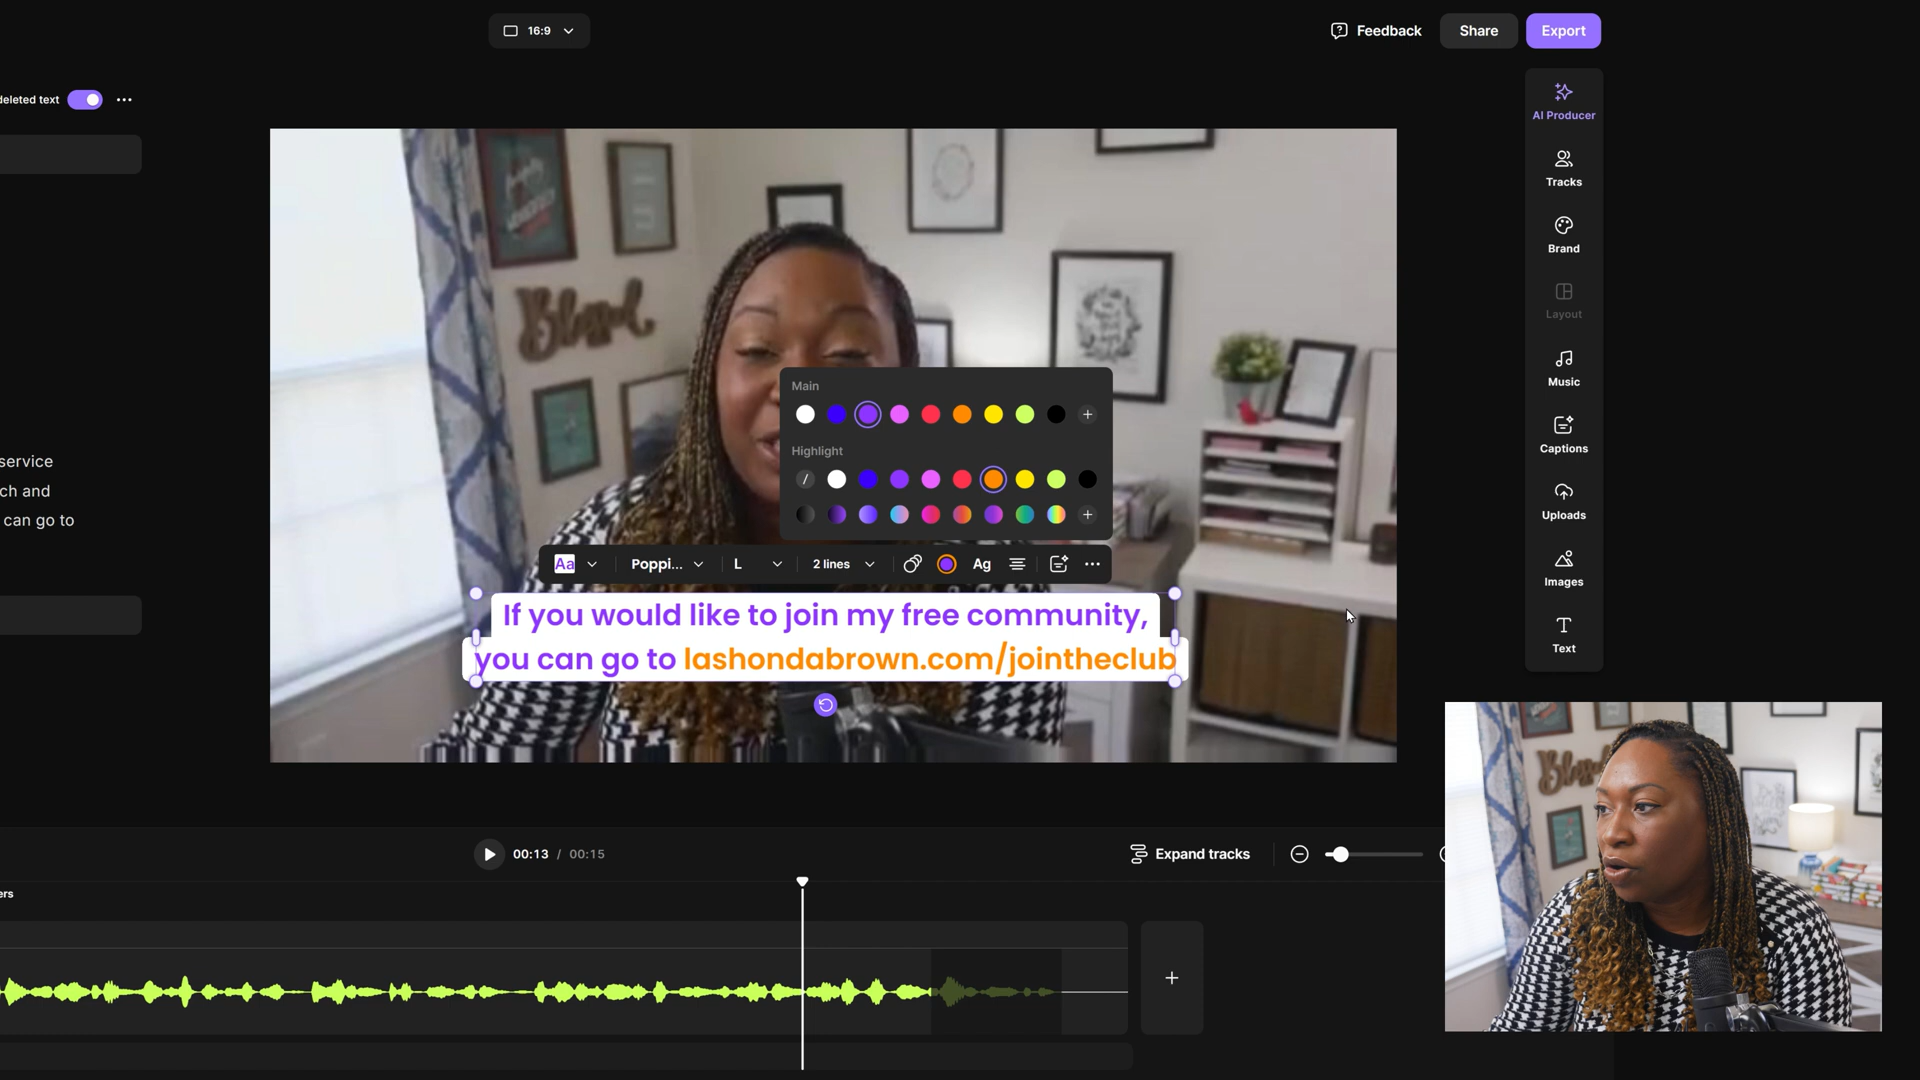 16:9
Feedback
Share
Export
deleted text
AI Producer
Tracks
Brand
Layout
Music
Captions
Uploads
Images
Text
Blessed
service
ch and
can go to
Main
Highlight
Aa
Poppi...
L
2 lines
Ag
If you would like to join my free community,
you can go to lashondabrown.com/jointheclub
00:13 / 00:15
Expand tracks
ers